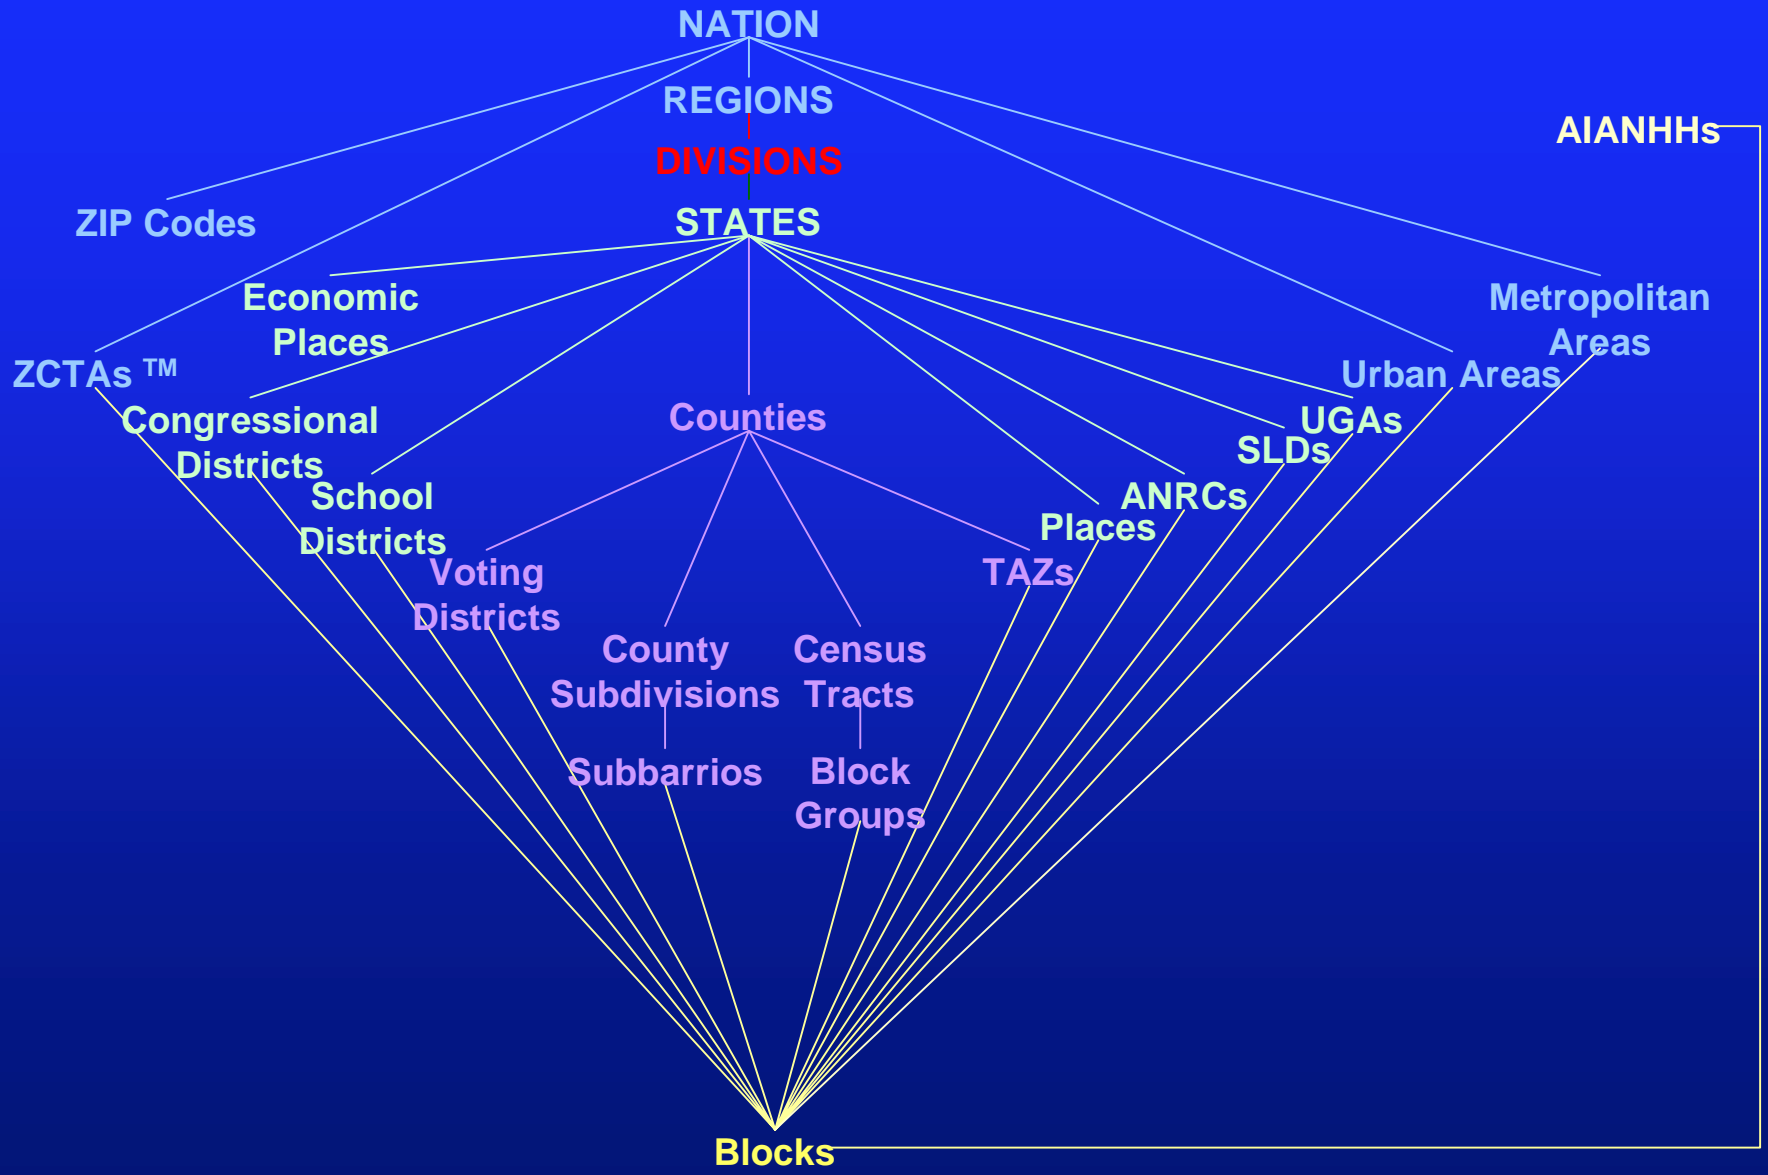 NATION
REGIONS
AIANHHs
DIVISIONS
ZIP Codes
STATES
Economic
Places
Metropolitan
Areas
ZCTAs TM
Urban Areas
Congressional
Districts
Counties
UGAs
SLDs
School
Districts
ANRCs
Places
Voting
Districts
TAZs
County
Subdivisions
Census
Tracts
Subbarrios
Block
Groups
Blocks